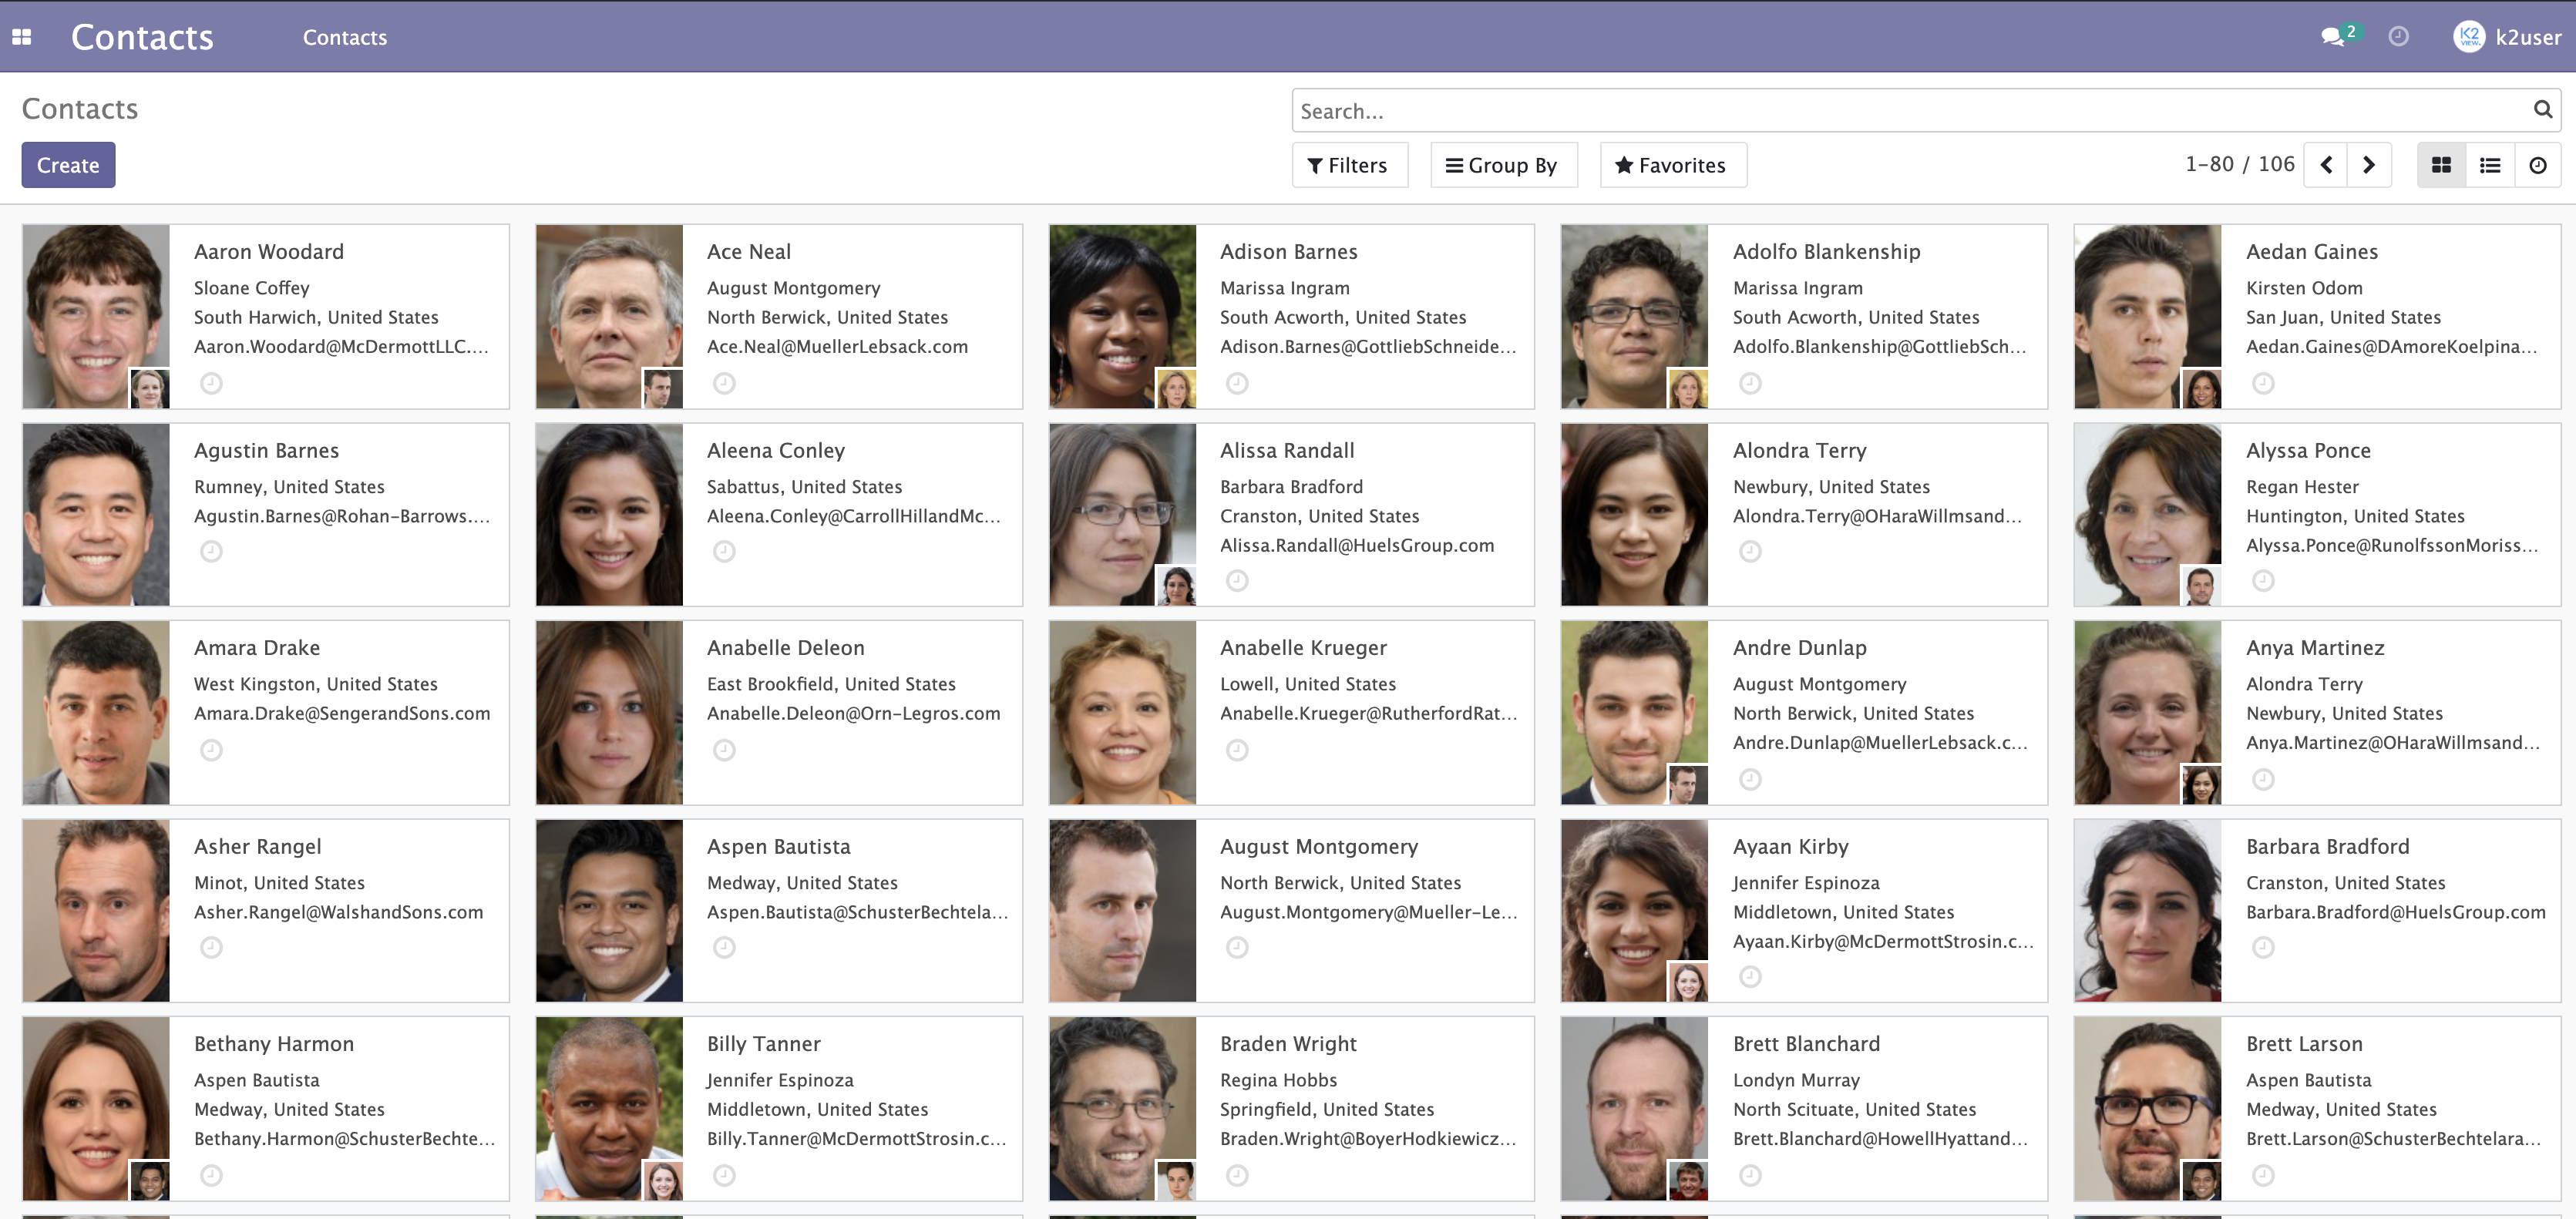 Contacts
Contacts
2
K2
VIEW
k2user
Contacts
Search...
Create
Filters
Group By
Favorites
1-80 / 106
Aaron Woodard
Sloane Coffey
South Harwich, United States
Aaron.Woodard@McDermottLLC....
Ace Neal
August Montgomery
North Berwick, United States
Ace.Neal@MuellerLebsack.com
Adison Barnes
Marissa Ingram
South Acworth, United States
Adison.Barnes@GottliebSchneide...
Adolfo Blankenship
Marissa Ingram
South Acworth, United States
Adolfo.Blankenship@GottliebSch...
Aedan Gaines
Kirsten Odom
San Juan, United States
Aedan.Gaines@DAmoreKoelpina...
Agustin Barnes
Rumney, United States
Agustin.Barnes@Rohan-Barrows....
Aleena Conley
Sabattus, United States
Aleena.Conley@CarrollHillandMc...
Alissa Randall
Barbara Bradford
Cranston, United States
Alissa.Randall@HuelsGroup.com
Alondra Terry
Newbury, United States
Alondra.Terry@OHaraWillmsand...
Alyssa Ponce
Regan Hester
Huntington, United States
Alyssa.Ponce@RunolfssonMoriss...
Amara Drake
West Kingston, United States
Amara.Drake@SengerandSons.com
Anabelle Deleon
East Brookfield, United States
Anabelle.Deleon@Orn-Legros.com
Anabelle Krueger
Lowell, United States
Anabelle.Krueger@RutherfordRat...
Andre Dunlap
August Montgomery
North Berwick, United States
Andre.Dunlap@MuellerLebsack.c...
Anya Martinez
Alondra Terry
Newbury, United States
Anya.Martinez@OHaraWillmsand...
Asher Rangel
Minot, United States
Asher.Rangel@WalshandSons.com
Aspen Bautista
Medway, United States
Aspen.Bautista@SchusterBechtela...
August Montgomery
North Berwick, United States
August.Montgomery@Mueller-Le...
Ayaan Kirby
Jennifer Espinoza
Middletown, United States
Ayaan.Kirby@McDermottStrosin.c...
Barbara Bradford
Cranston, United States
Barbara.Bradford@HuelsGroup.com
Bethany Harmon
Aspen Bautista
Medway, United States
Bethany.Harmon@SchusterBechte...
Billy Tanner
Jennifer Espinoza
Middletown, United States
Billy.Tanner@McDermottStrosin.c...
Braden Wright
Regina Hobbs
Springfield, United States
Braden.Wright@BoyerHodkiewicz...
Brett Blanchard
Londyn Murray
North Scituate, United States
Brett.Blanchard@HowellHyattand...
Brett Larson
Aspen Bautista
Medway, United States
Brett.Larson@SchusterBechtelara...